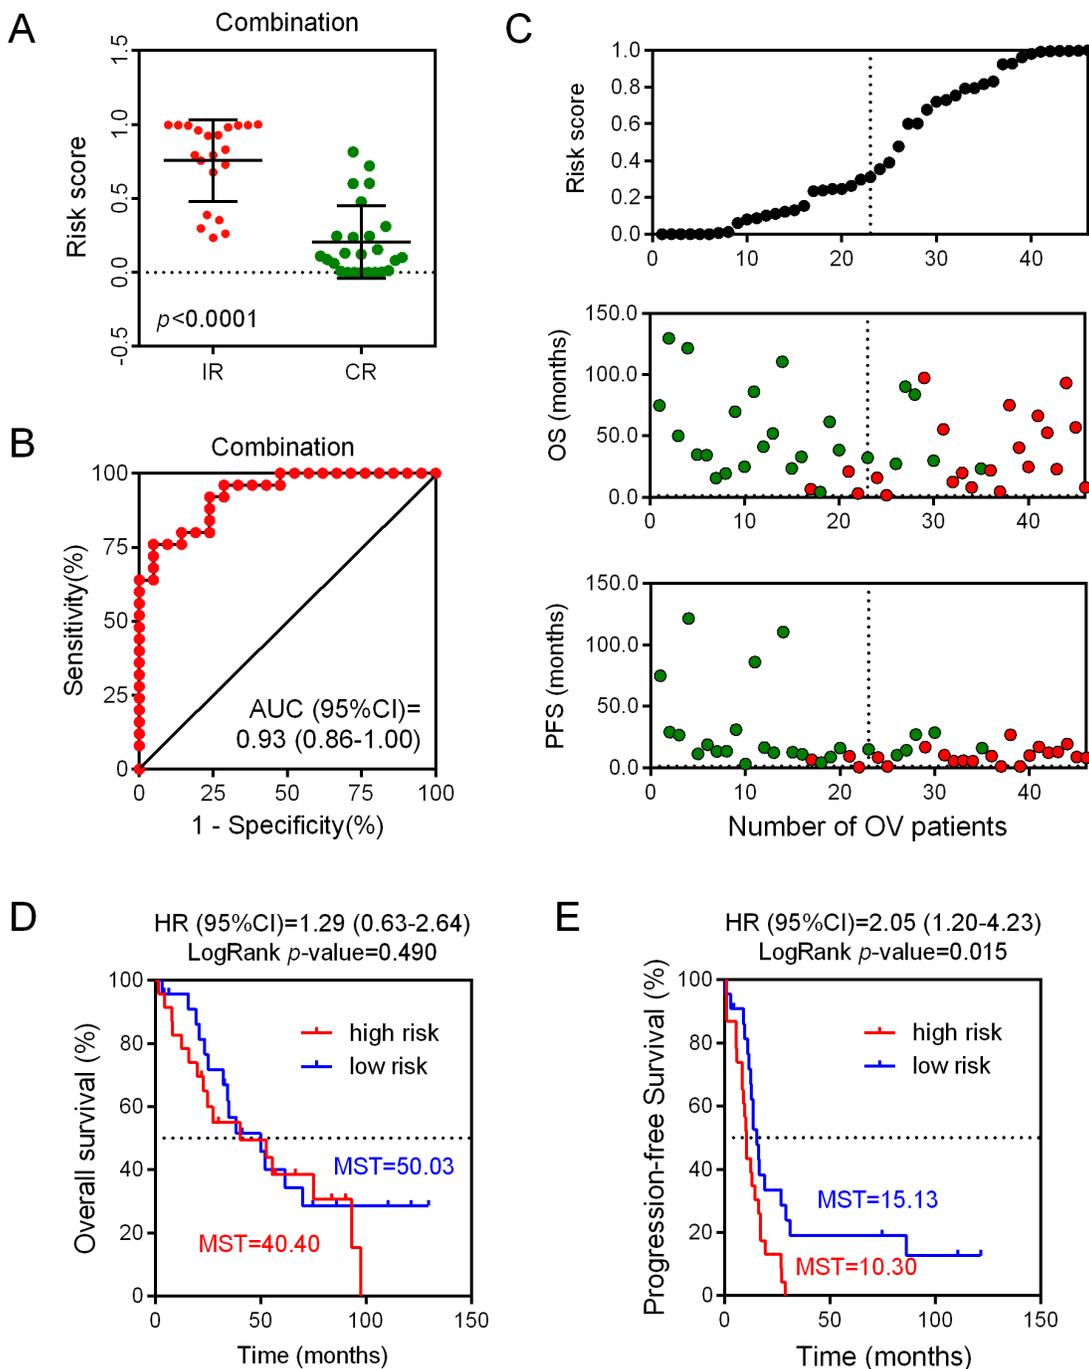 A
Combination
Risk score
1.5
1.0
0.5
0.0
-0.5
p<0.0001
IR
CR
B
Combination
Sensitivity(%)
100
75
50
25
0
AUC (95%CI)=
0.93 (0.86-1.00)
0
25
50
75
100
1 - Specificity(%)
C
Risk score
1.0
0.8
0.6
0.4
0.2
0.0
0
10
20
30
40
OS (months)
150.0
100.0
50.0
0.0
0
10
20
30
40
PFS (months)
150.0
100.0
50.0
0.0
0
10
20
30
40
Number of OV patients
D
HR (95%CI)=1.29 (0.63-2.64)
LogRank p-value=0.490
Overall survival (%)
100
80
60
40
20
0
high risk
low risk
MST=50.03
MST=40.40
0
50
100
150
Time (months)
E
HR (95%CI)=2.05 (1.20-4.23)
LogRank p-value=0.015
Progression-free Survival (%)
100
80
60
40
20
0
high risk
low risk
MST=15.13
MST=10.30
0
50
100
150
Time (months)